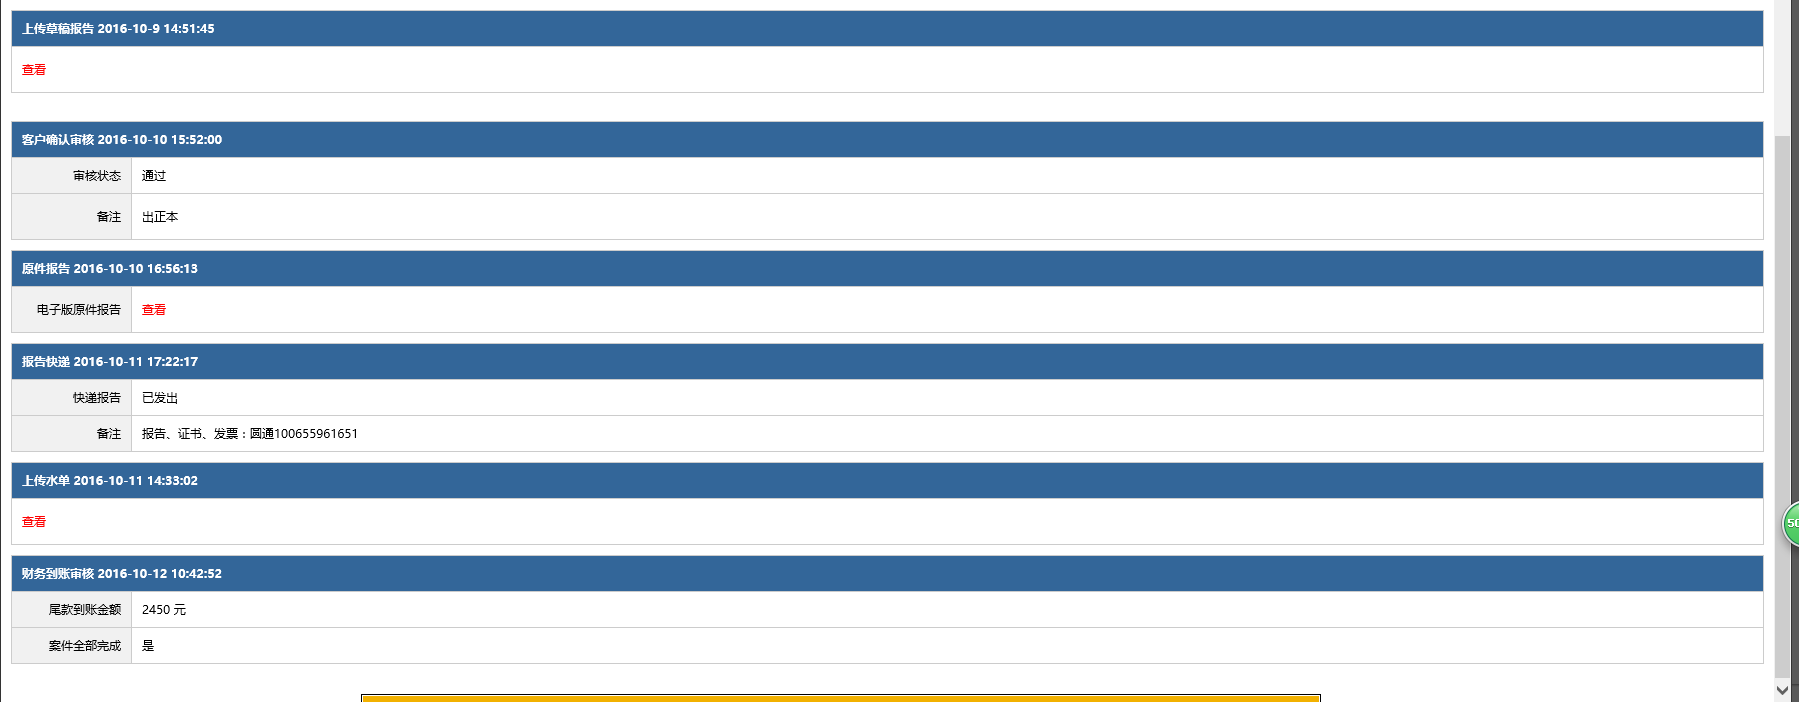 上传草稿报告 2016-10-9 14:51:45
查看
客户确认审核 2016-10-10 15:52:00
审核状态 通过
备注 出正本
原件报告 2016-10-10 16:56:13
电子版原件报告 查看
报告快递 2016-10-11 17:22:17
快递报告 已发出
备注 报告、证书、发票：圆通100655961651
上传水单 2016-10-11 14:33:02
查看
50
财务到账审核 2016-10-12 10:42:52
尾款到账金额 2450 元
案件全部完成 是